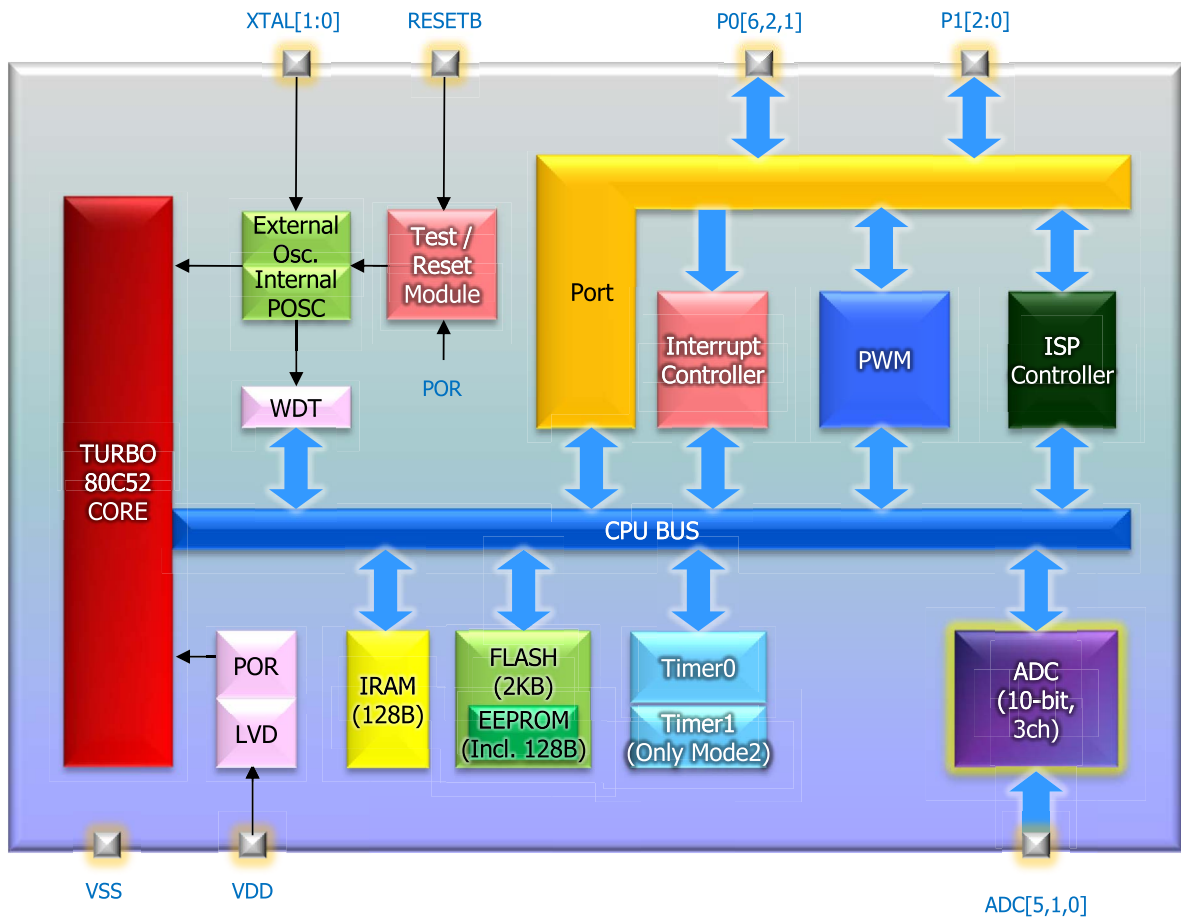 XTAL[1:0]
RESETB
P0[6,2,1]
P1[2:0]
External
Osc.
Internal
POSC
Test /
Reset
Module
Port
Interrupt
Controller
PWM
ISP
Controller
POR
WDT
TURBO
80C52
CORE
CPU BUS
POR
LVD
IRAM
(128B)
FLASH
(2KB)
EEPROM
(Incl. 128B)
Timer0
Timer1
(Only Mode2)
ADC
(10-bit,
3ch)
VSS
VDD
ADC[5,1,0]